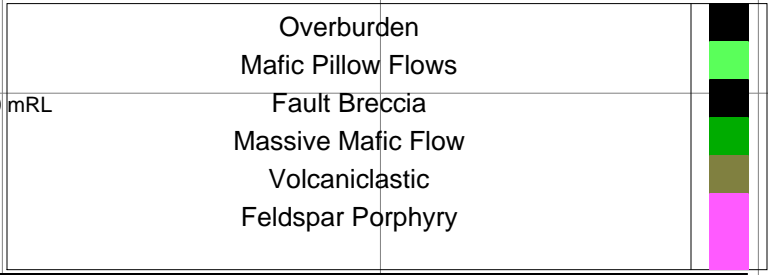 Overburden
Mafic Pillow Flows
mRL
Fault Breccia
Massive Mafic Flow
Volcaniclastic
Feldspar Porphyry